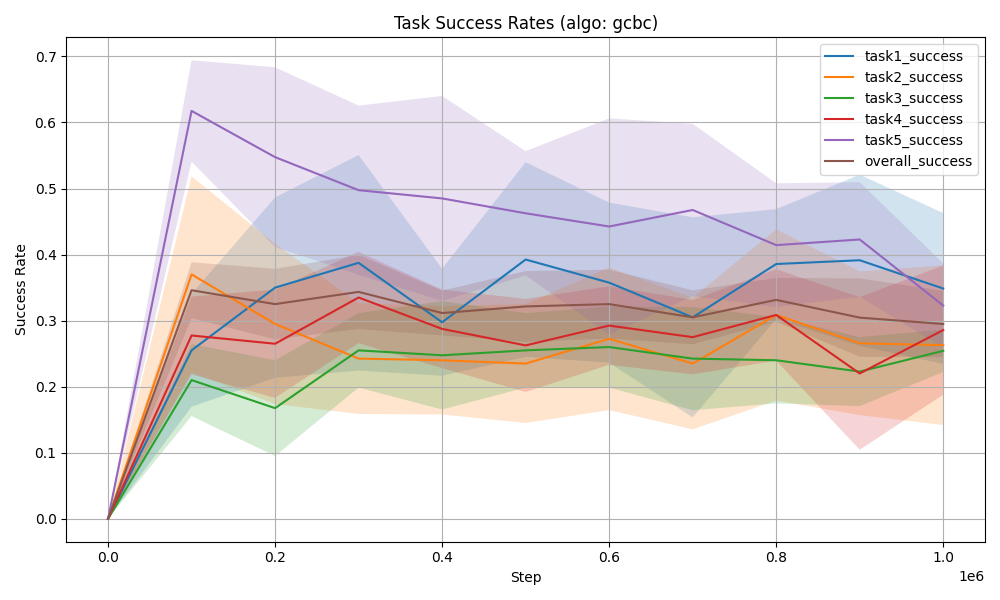 Task Success Rates (algo: gcbc)
task1_success
task2_success
task3_success
task4_success
task5_success
overall_success
Success Rate
0.7
0.6
0.5
0.4
0.3
0.2
0.1
0.0
0.0 0.2 0.4 0.6 0.8 1.0
1e6
Step